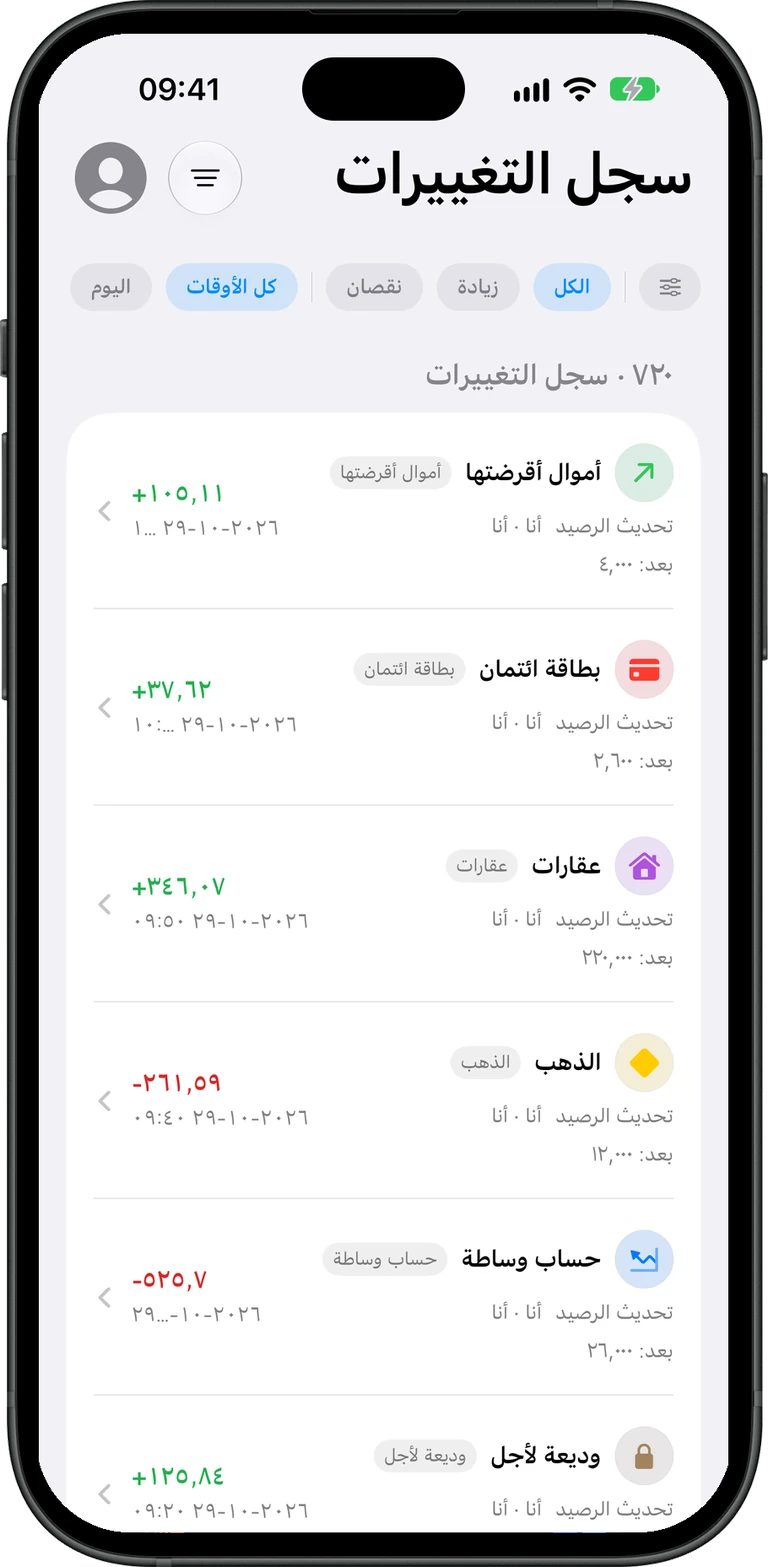 09:41
سجل التغييرات
الكل زيادة نقصان كل الأوقات اليوم
٧٢٠ · سجل التغييرات
أموال أقرضتها أموال أقرضتها
+١٠٥,١١
تحديث الرصيد أنا · أنا
٢٠٢٦-١٠-٢٩ ١...
بعد: ٤,٠٠٠
بطاقة ائتمان بطاقة ائتمان
+٣٧,٦٢
تحديث الرصيد أنا · أنا
٢٠٢٦-١٠-٢٩ ١٠:...
بعد: ٢,٦٠٠
عقارات عقارات
+٣٤٦,٠٧
تحديث الرصيد أنا · أنا
٢٠٢٦-١٠-٢٩ ٠٩:٥٠
بعد: ٢٢٠,٠٠٠
الذهب الذهب
-٢٦١,٥٩
تحديث الرصيد أنا · أنا
٢٠٢٦-١٠-٢٩ ٠٩:٤٠
بعد: ١٢,٠٠٠
حساب وساطة حساب وساطة
-٥٢٥,٧
تحديث الرصيد أنا · أنا
٢٠٢٦-١٠-...٢٩
بعد: ٢٦,٠٠٠
وديعة لأجل وديعة لأجل
+١٢٥,٨٤
تحديث الرصيد أنا · أنا
٢٠٢٦-١٠-٢٩ ٠٩:٢٠